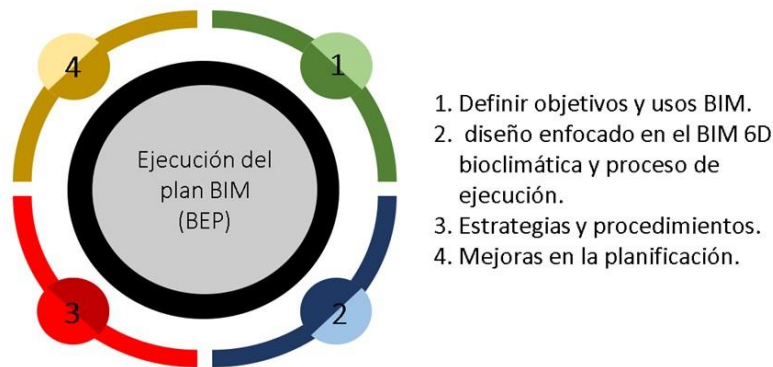 4
1
Ejecución del
plan BIM
(BEP)
3
2
1. Definir objetivos y usos BIM.
2. diseño enfocado en el BIM 6D
bioclimática y proceso de
ejecución.
3. Estrategias y procedimientos.
4. Mejoras en la planificación.